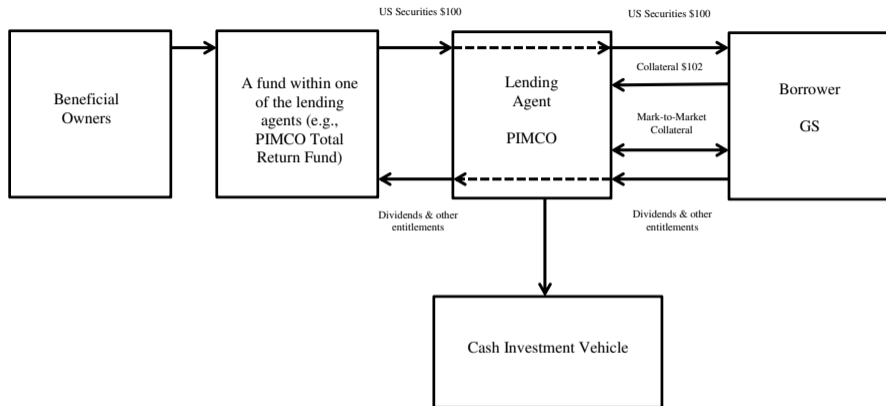 US Securities $100
US Securities $100
Beneficial
Owners
A fund within one
of the lending
agents (e.g.,
PIMCO Total
Return Fund)
Lending
Agent
PIMCO
Collateral $102
Mark-to-Market
Collateral
Borrower
GS
Dividends & other
entitlements
Dividends & other
entitlements
Cash Investment Vehicle